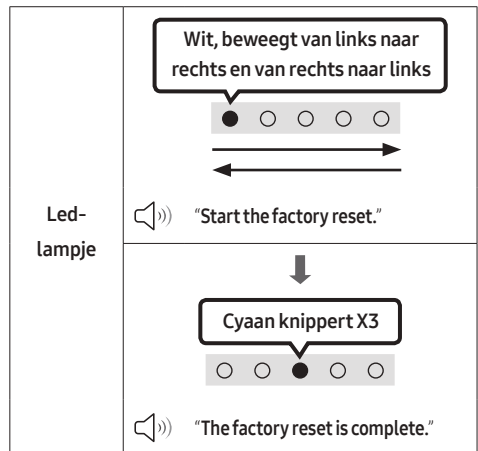 Wit, beweegt van links naar
rechts en van rechts naar links
"Start the factory reset."
Led-
lampje
Cyaan knippert X3
"The factory reset is complete."